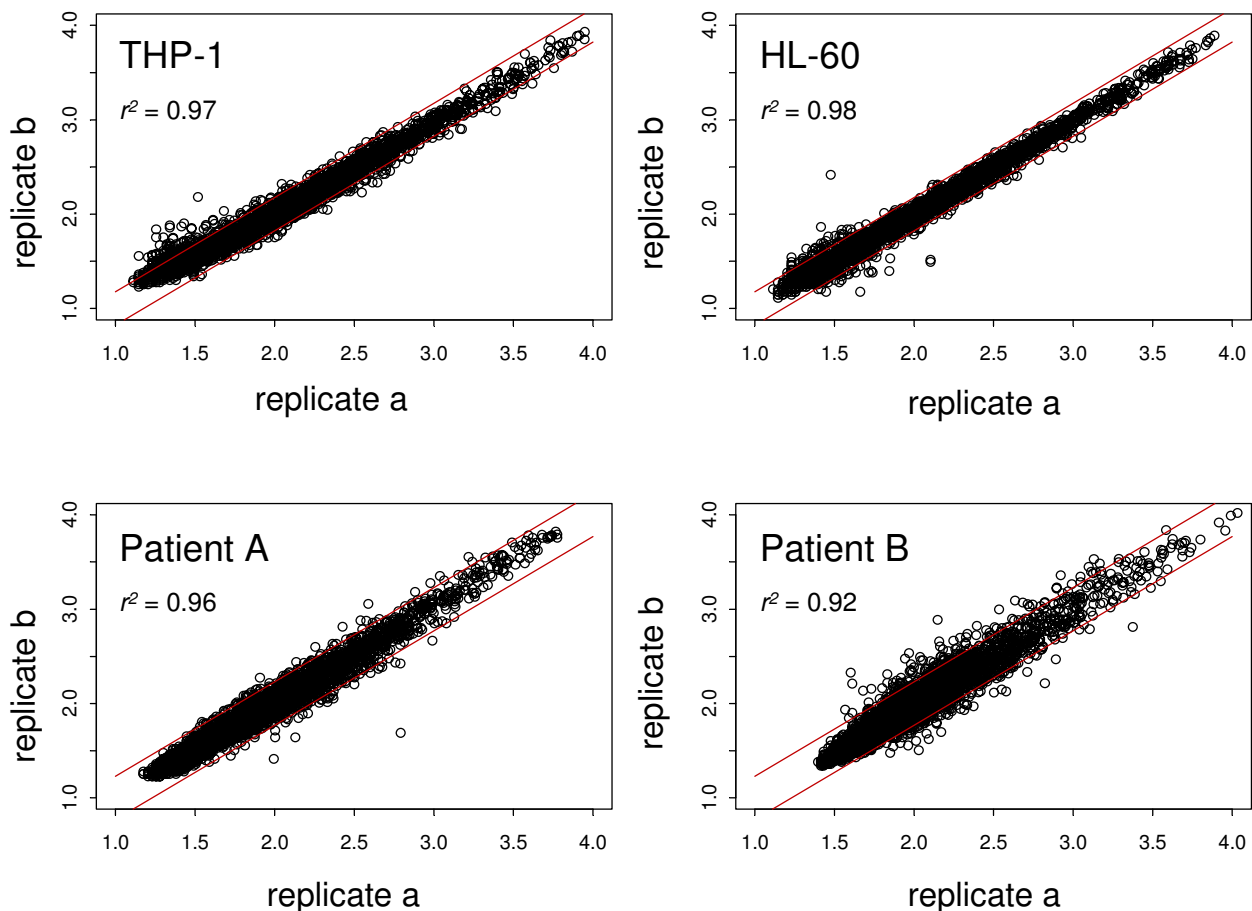 THP-1
r² = 0.97
replicate b
1.0 2.0 3.0 4.0
1.0 1.5 2.0 2.5 3.0 3.5 4.0
replicate a
HL-60
r² = 0.98
replicate b
1.0 2.0 3.0 4.0
1.0 1.5 2.0 2.5 3.0 3.5 4.0
replicate a
Patient A
r² = 0.96
replicate b
1.0 2.0 3.0 4.0
1.0 1.5 2.0 2.5 3.0 3.5 4.0
replicate a
Patient B
r² = 0.92
replicate b
1.0 2.0 3.0 4.0
1.0 1.5 2.0 2.5 3.0 3.5 4.0
replicate a